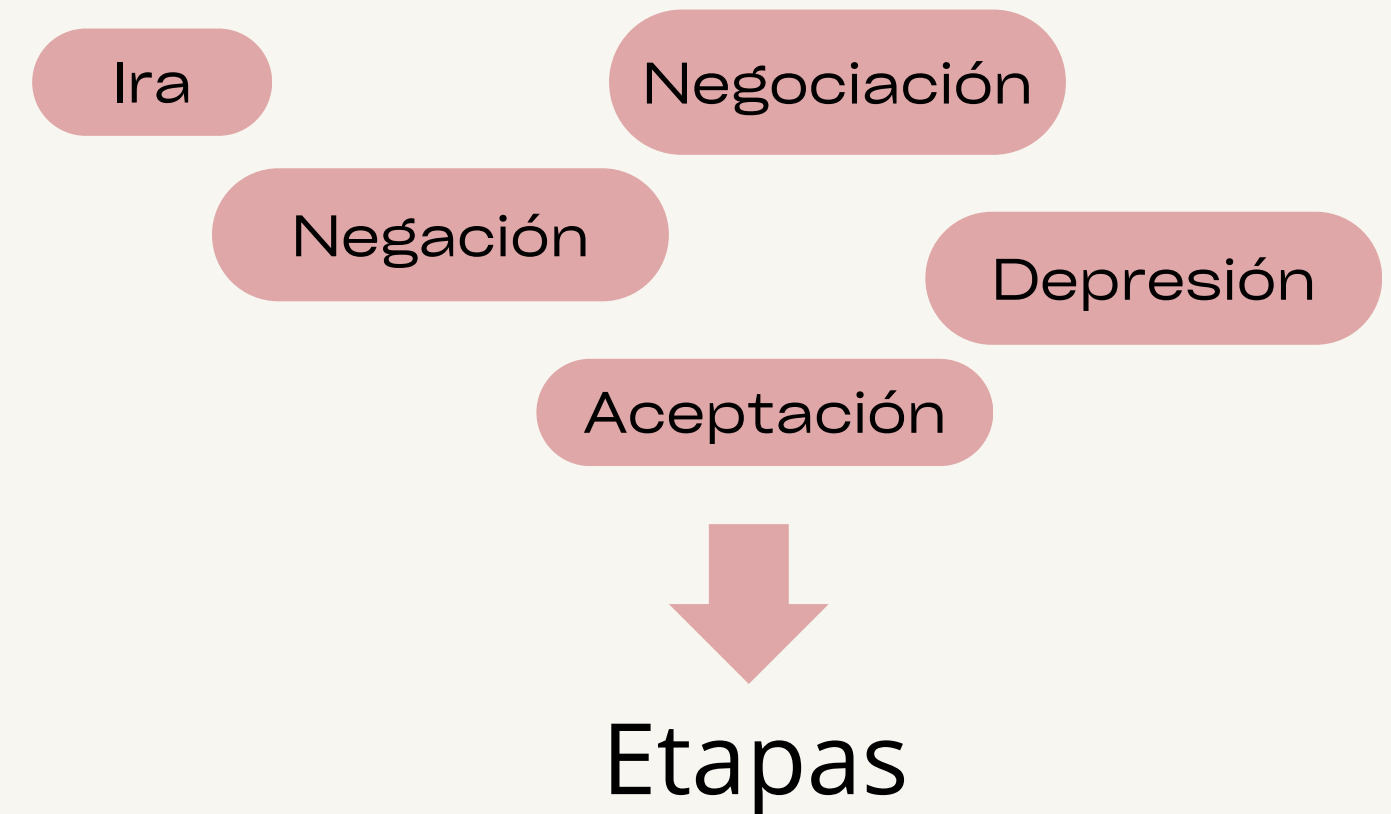 Ira
Negociación
Negación
Depresión
Aceptación
Etapas